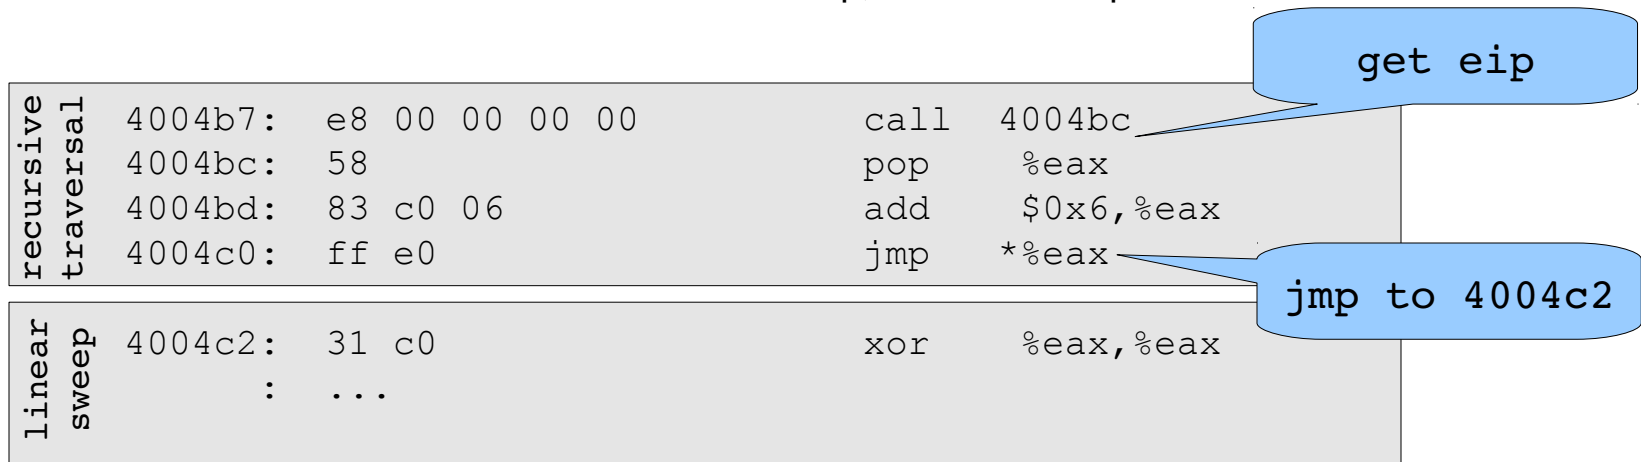 get eip
recursive
traversal
4004b7: e8 00 00 00 00 call 4004bc
4004bc: 58 pop %eax
4004bd: 83 c0 06 add $0x6,%eax
4004c0: ff e0 jmp *%eax
jmp to 4004c2
linear
sweep
4004c2: 31 c0 xor %eax,%eax
: ...